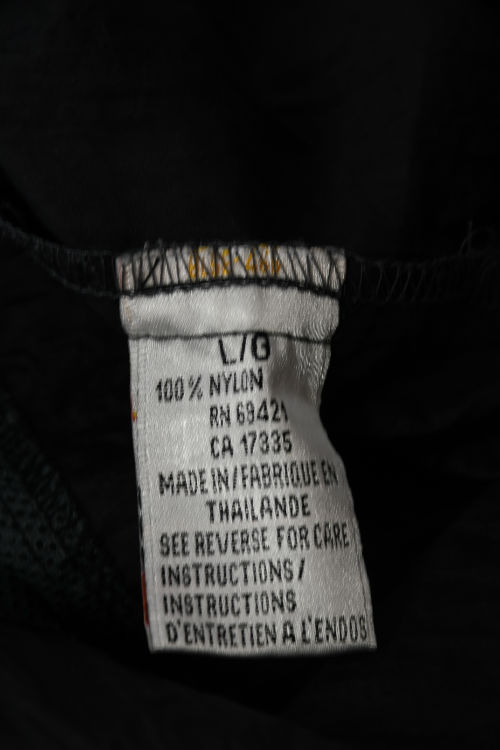 L/G
100% NYLON
RN 69421
CA 17335
MADE IN/FABRIQUE EN
THAILANDE
SEE REVERSE FOR CARE
INSTRUCTIONS/
INSTRUCTIONS
D'ENTRETIEN A L'ENDOS